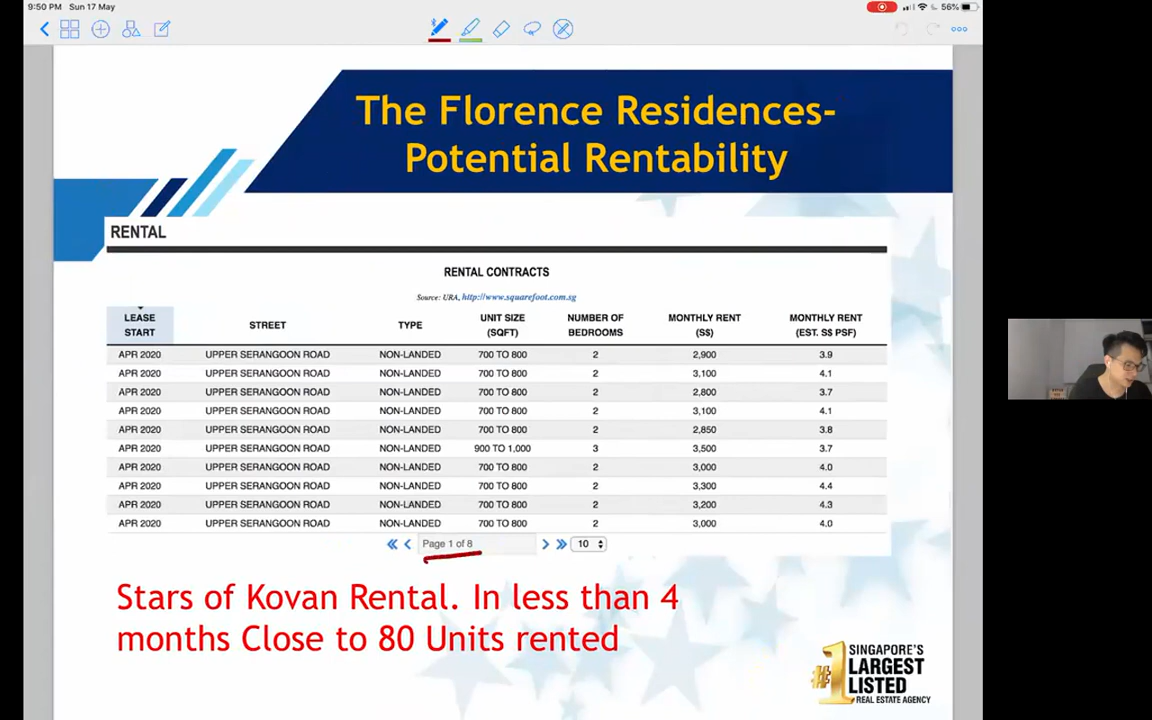 9:50 PM Sun 17 May
56%
The Florence Residences-
Potential Rentability
RENTAL
RENTAL CONTRACTS
Source: URA, http://www.squarefoot.com.sg
LEASE START STREET TYPE UNIT SIZE (SQFT) NUMBER OF BEDROOMS MONTHLY RENT (S$) MONTHLY RENT (EST. S$ PSF)
APR 2020 UPPER SERANGOON ROAD NON-LANDED 700 TO 800 2 2,900 3.9
APR 2020 UPPER SERANGOON ROAD NON-LANDED 700 TO 800 2 3,100 4.1
APR 2020 UPPER SERANGOON ROAD NON-LANDED 700 TO 800 2 2,800 3.7
APR 2020 UPPER SERANGOON ROAD NON-LANDED 700 TO 800 2 3,100 4.1
APR 2020 UPPER SERANGOON ROAD NON-LANDED 700 TO 800 2 2,850 3.8
APR 2020 UPPER SERANGOON ROAD NON-LANDED 900 TO 1,000 3 3,500 3.7
APR 2020 UPPER SERANGOON ROAD NON-LANDED 700 TO 800 2 3,000 4.0
APR 2020 UPPER SERANGOON ROAD NON-LANDED 700 TO 800 2 3,300 4.4
APR 2020 UPPER SERANGOON ROAD NON-LANDED 700 TO 800 2 3,200 4.3
APR 2020 UPPER SERANGOON ROAD NON-LANDED 700 TO 800 2 3,000 4.0
Page 1 of 8 10
Stars of Kovan Rental. In less than 4
months Close to 80 Units rented
#1 SINGAPORE'S
LARGEST
LISTED
REAL ESTATE AGENCY